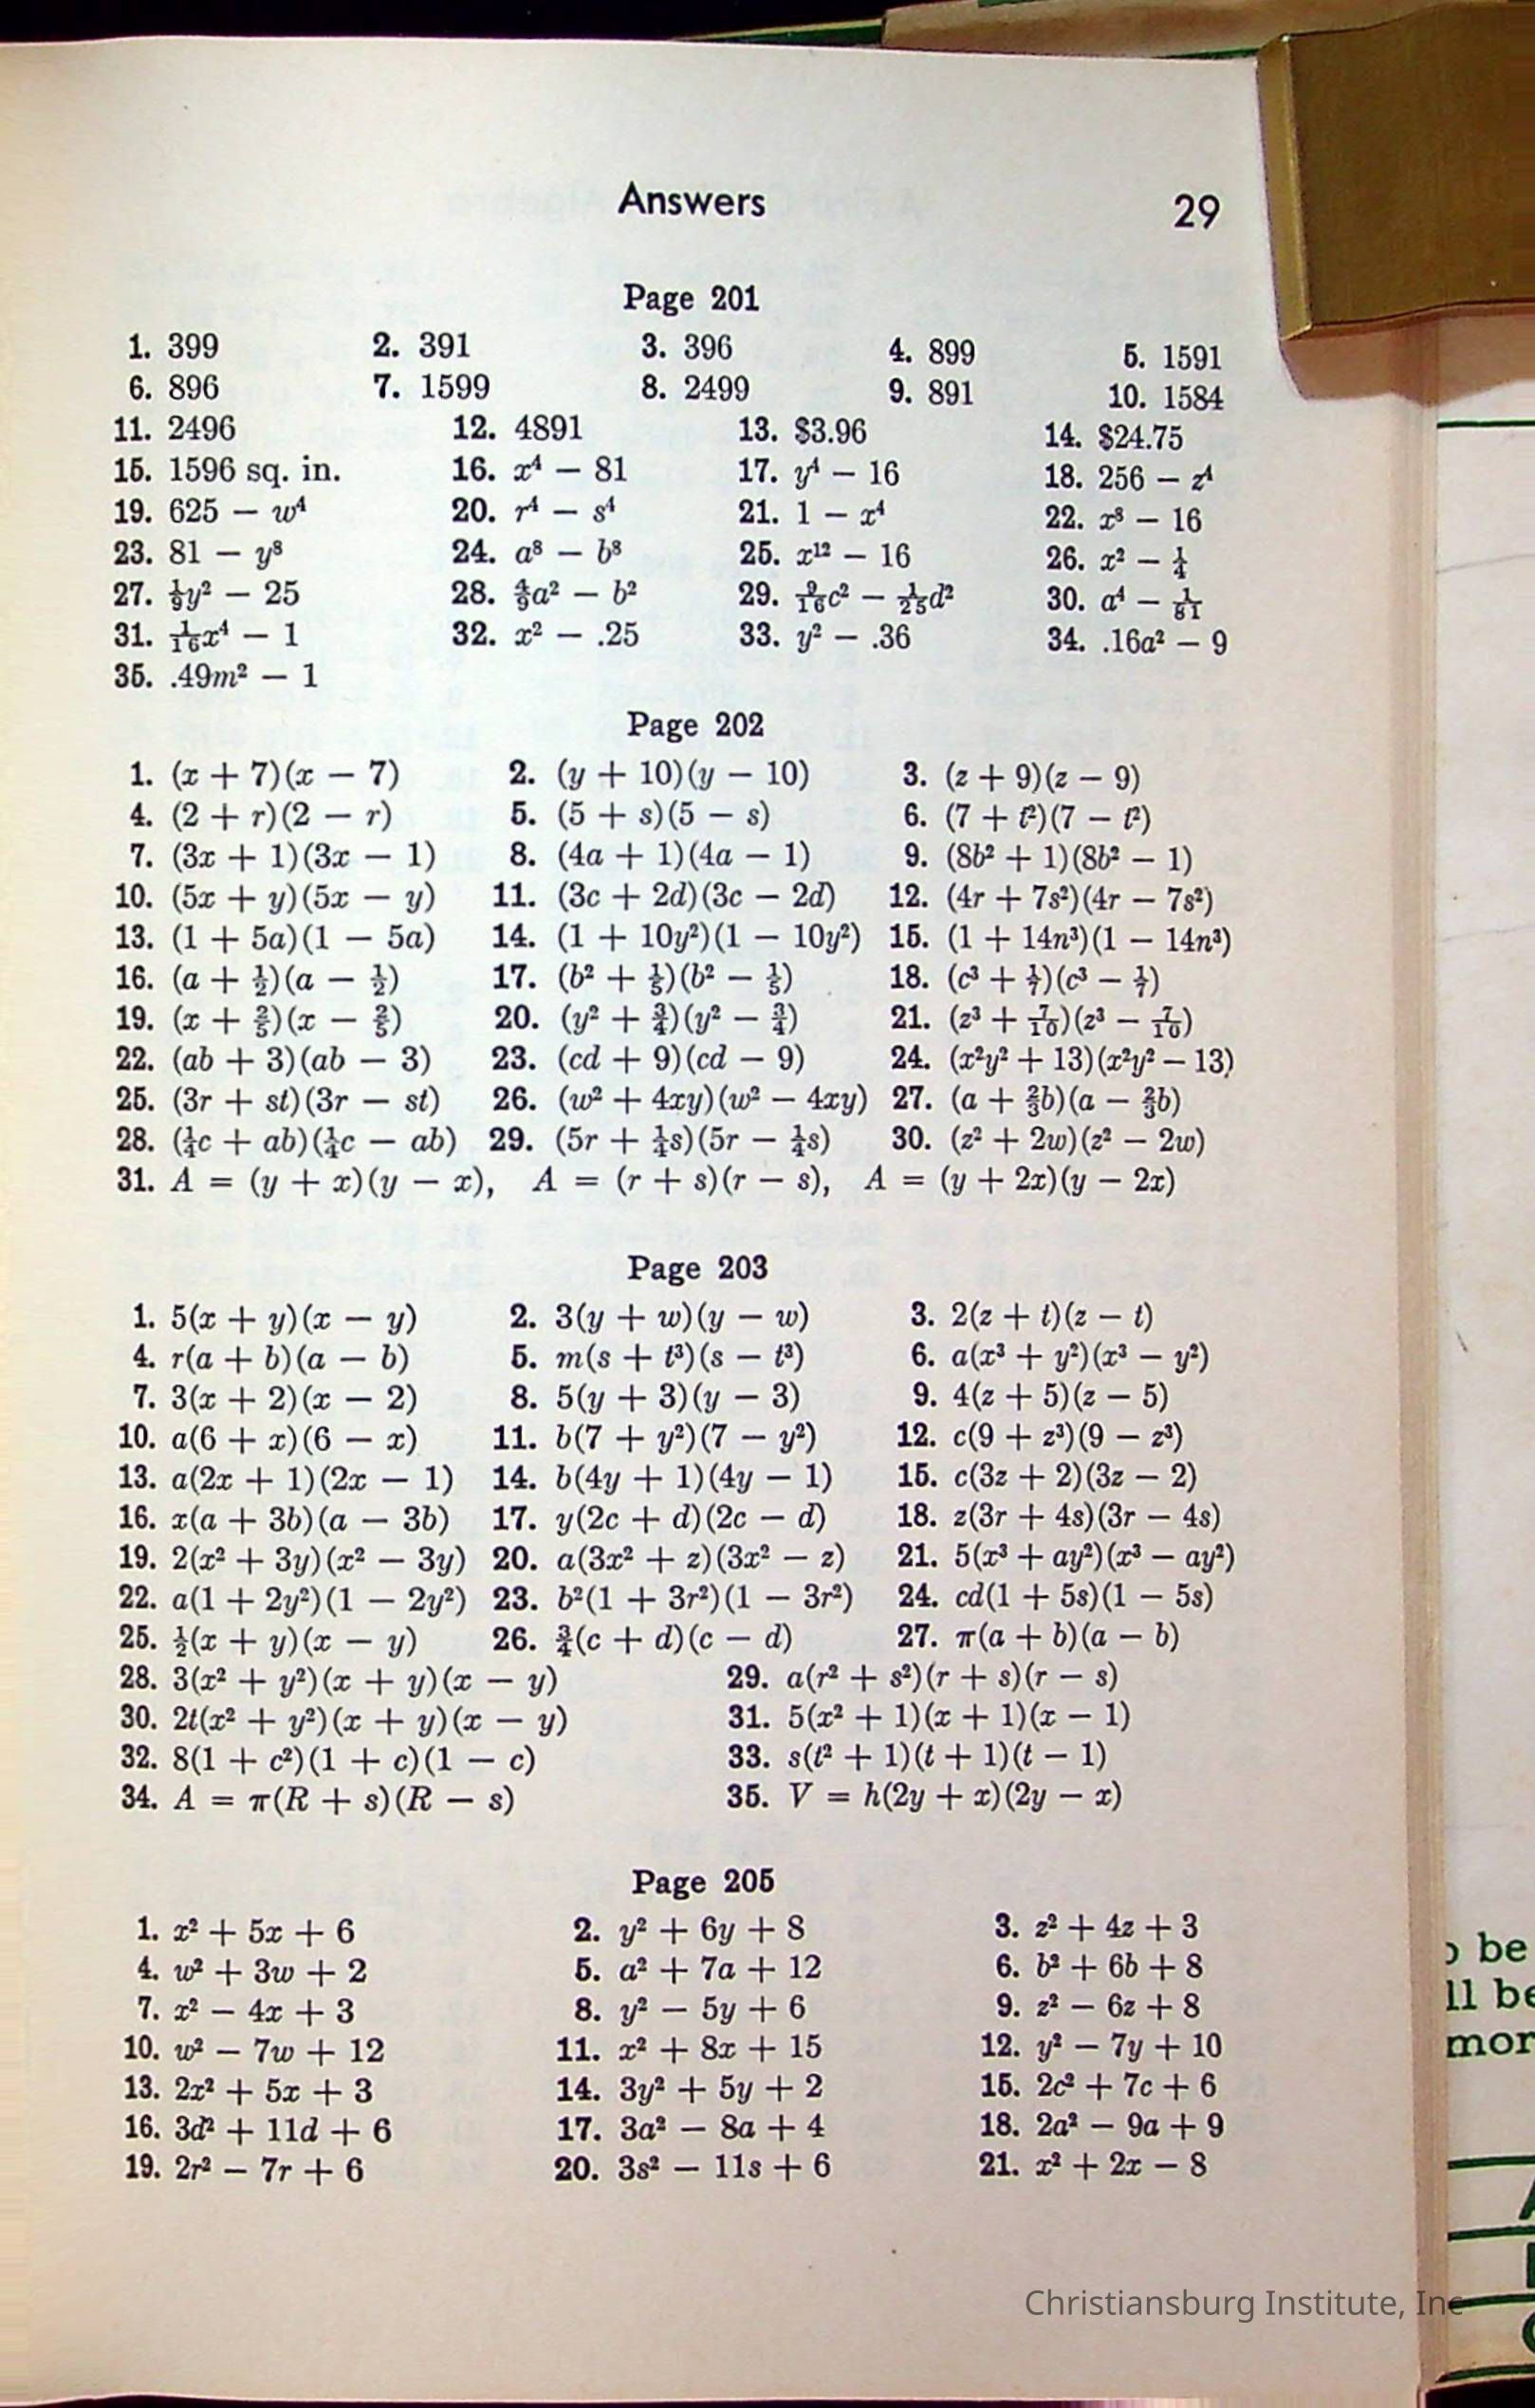 Answers 29
Page 201
1. 399 2. 391 3. 396 4. 899 5. 1591
6. 896 7. 1599 8. 2499 9. 891 10. 1584
11. 2496 12. 4891 13. $3.96 14. $24.75
15. 1596 sq. in. 16. x⁴ − 81 17. y⁴ − 16 18. 256 − z⁴
19. 625 − w⁴ 20. r⁴ − s⁴ 21. 1 − x⁴ 22. x⁸ − 16
23. 81 − y⁸ 24. a⁸ − b⁸ 25. x¹² − 16 26. x² − ¼
27. ⅑y² − 25 28. 4/9a² − b² 29. 9/16c² − 1/25d² 30. a⁴ − 1/81
31. 1/16x⁴ − 1 32. x² − .25 33. y² − .36 34. .16a² − 9
35. .49m² − 1
Page 202
1. (x + 7)(x − 7) 2. (y + 10)(y − 10) 3. (z + 9)(z − 9)
4. (2 + r)(2 − r) 5. (5 + s)(5 − s) 6. (7 + t²)(7 − t²)
7. (3x + 1)(3x − 1) 8. (4a + 1)(4a − 1) 9. (8b² + 1)(8b² − 1)
10. (5x + y)(5x − y) 11. (3c + 2d)(3c − 2d) 12. (4r + 7s²)(4r − 7s²)
13. (1 + 5a)(1 − 5a) 14. (1 + 10y²)(1 − 10y²) 15. (1 + 14n³)(1 − 14n³)
16. (a + ½)(a − ½) 17. (b² + ⅕)(b² − ⅕) 18. (c³ + ⅐)(c³ − ⅐)
19. (x + ⅖)(x − ⅖) 20. (y² + ¾)(y² − ¾) 21. (z³ + 7/10)(z³ − 7/10)
22. (ab + 3)(ab − 3) 23. (cd + 9)(cd − 9) 24. (x²y² + 13)(x²y² − 13)
25. (3r + st)(3r − st) 26. (w² + 4xy)(w² − 4xy) 27. (a + ⅔b)(a − ⅔b)
28. (¼c + ab)(¼c − ab) 29. (5r + ¼s)(5r − ¼s) 30. (z² + 2w)(z² − 2w)
31. A = (y + x)(y − x), A = (r + s)(r − s), A = (y + 2x)(y − 2x)
Page 203
1. 5(x + y)(x − y) 2. 3(y + w)(y − w) 3. 2(z + t)(z − t)
4. r(a + b)(a − b) 5. m(s + t³)(s − t³) 6. a(x³ + y²)(x³ − y²)
7. 3(x + 2)(x − 2) 8. 5(y + 3)(y − 3) 9. 4(z + 5)(z − 5)
10. a(6 + x)(6 − x) 11. b(7 + y²)(7 − y²) 12. c(9 + z³)(9 − z³)
13. a(2x + 1)(2x − 1) 14. b(4y + 1)(4y − 1) 15. c(3z + 2)(3z − 2)
16. x(a + 3b)(a − 3b) 17. y(2c + d)(2c − d) 18. z(3r + 4s)(3r − 4s)
19. 2(x² + 3y)(x² − 3y) 20. a(3x² + z)(3x² − z) 21. 5(x³ + ay²)(x³ − ay²)
22. a(1 + 2y²)(1 − 2y²) 23. b²(1 + 3r²)(1 − 3r²) 24. cd(1 + 5s)(1 − 5s)
25. ½(x + y)(x − y) 26. ¾(c + d)(c − d) 27. π(a + b)(a − b)
28. 3(x² + y²)(x + y)(x − y) 29. a(r² + s²)(r + s)(r − s)
30. 2t(x² + y²)(x + y)(x − y) 31. 5(x² + 1)(x + 1)(x − 1)
32. 8(1 + c²)(1 + c)(1 − c) 33. s(t² + 1)(t + 1)(t − 1)
34. A = π(R + s)(R − s) 35. V = h(2y + x)(2y − x)
Page 205
1. x² + 5x + 6 2. y² + 6y + 8 3. z² + 4z + 3
4. w² + 3w + 2 5. a² + 7a + 12 6. b² + 6b + 8
7. x² − 4x + 3 8. y² − 5y + 6 9. z² − 6z + 8
10. w² − 7w + 12 11. x² + 8x + 15 12. y² − 7y + 10
13. 2x² + 5x + 3 14. 3y² + 5y + 2 15. 2c² + 7c + 6
16. 3d² + 11d + 6 17. 3a² − 8a + 4 18. 2a² − 9a + 9
19. 2r² − 7r + 6 20. 3s² − 11s + 6 21. x² + 2x − 8
be
ll be
mor
Christiansburg Institute, Inc